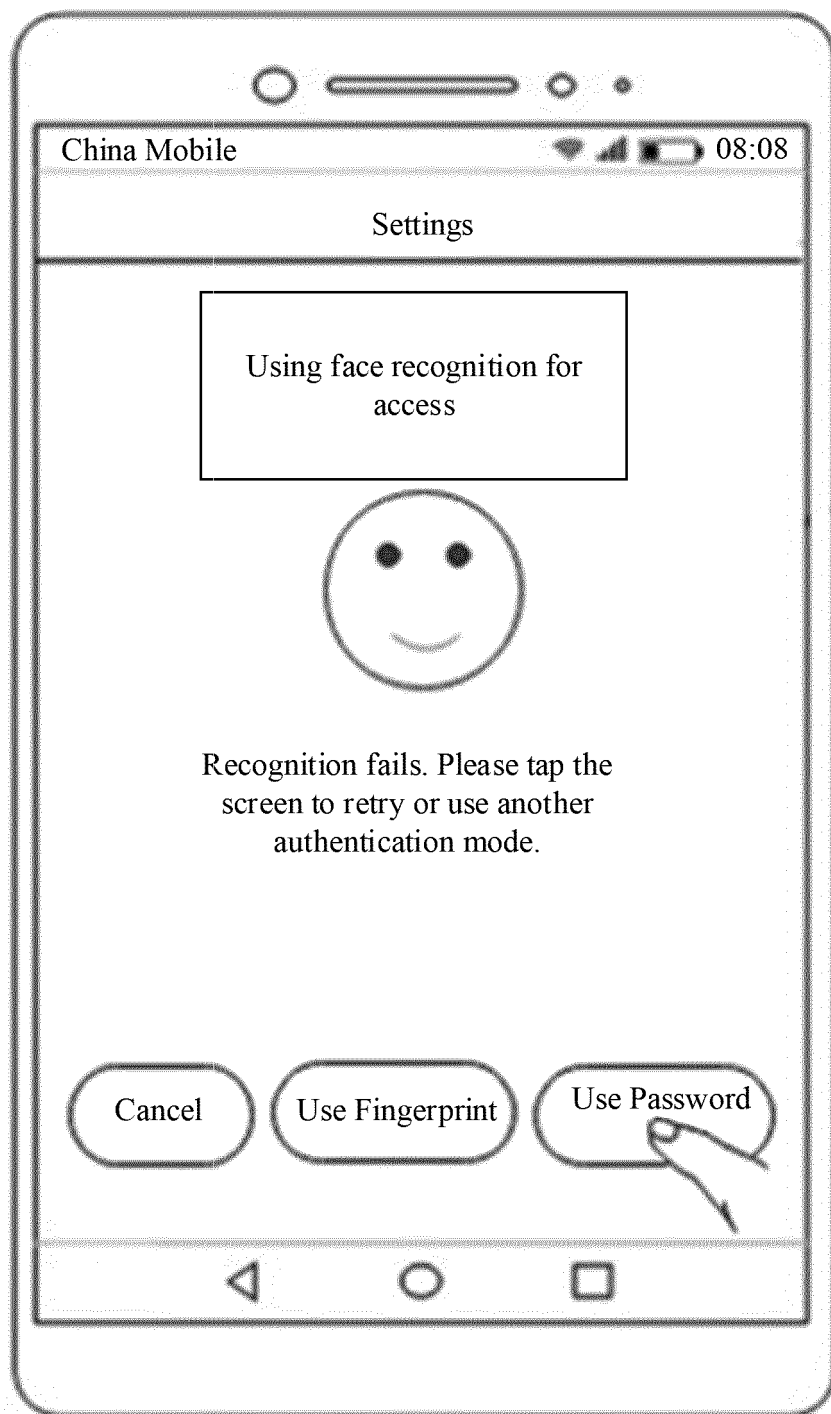 China Mobile 08:08
Settings
Using face recognition for
access
Recognition fails. Please tap the
screen to retry or use another
authentication mode.
Cancel Use Fingerprint Use Password